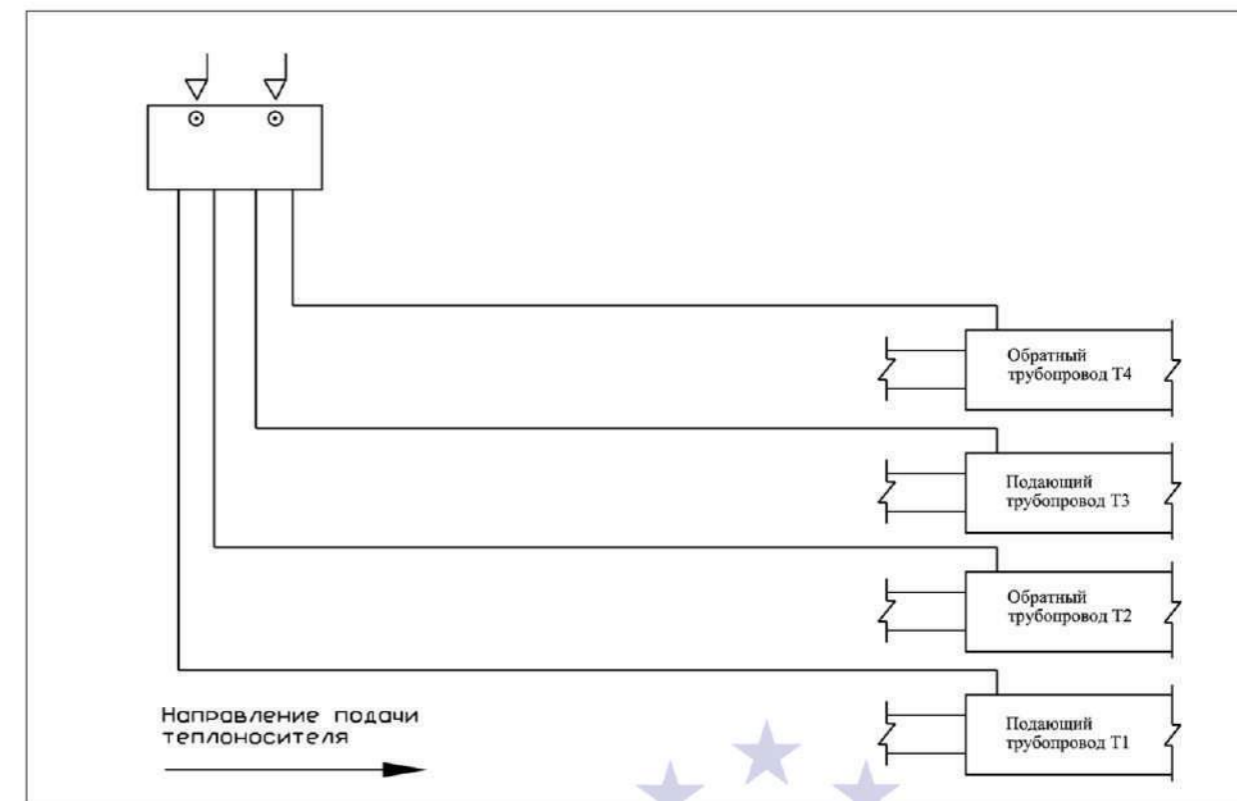 Обратный
трубопровод Т4
Подающий
трубопровод Т3
Обратный
трубопровод Т2
Подающий
трубопровод Т1
Направление подачи
теплоносителя